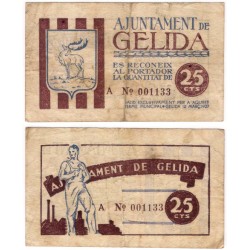 AJUNTAMENT DE
GELIDA
ES RECONEIX
AL PORTADOR
LA QUANTITAT DE
25
CTS
A Nº 001133
AJUNTAMENT DE GELIDA
A Nº 001133
25
CTS